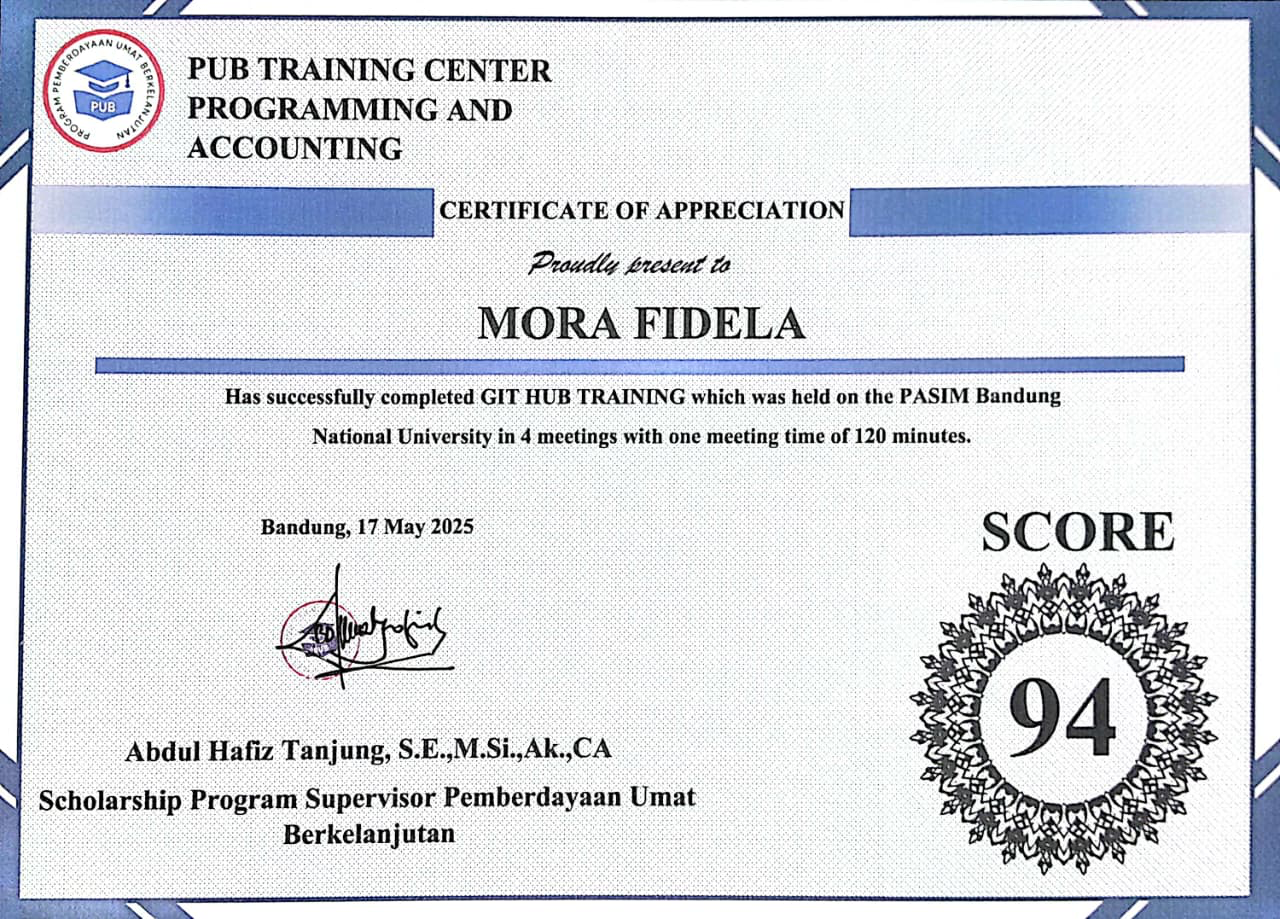 PROGRAM PEMBERDAYAAN UMAT BERKELANJUTAN
PUB
PUB TRAINING CENTER
PROGRAMMING AND
ACCOUNTING
CERTIFICATE OF APPRECIATION
Proudly present to
MORA FIDELA
Has successfully completed GIT HUB TRAINING which was held on the PASIM Bandung
National University in 4 meetings with one meeting time of 120 minutes.
Bandung, 17 May 2025
SCORE
94
Abdul Hafiz Tanjung, S.E.,M.Si.,Ak.,CA
Scholarship Program Supervisor Pemberdayaan Umat
Berkelanjutan